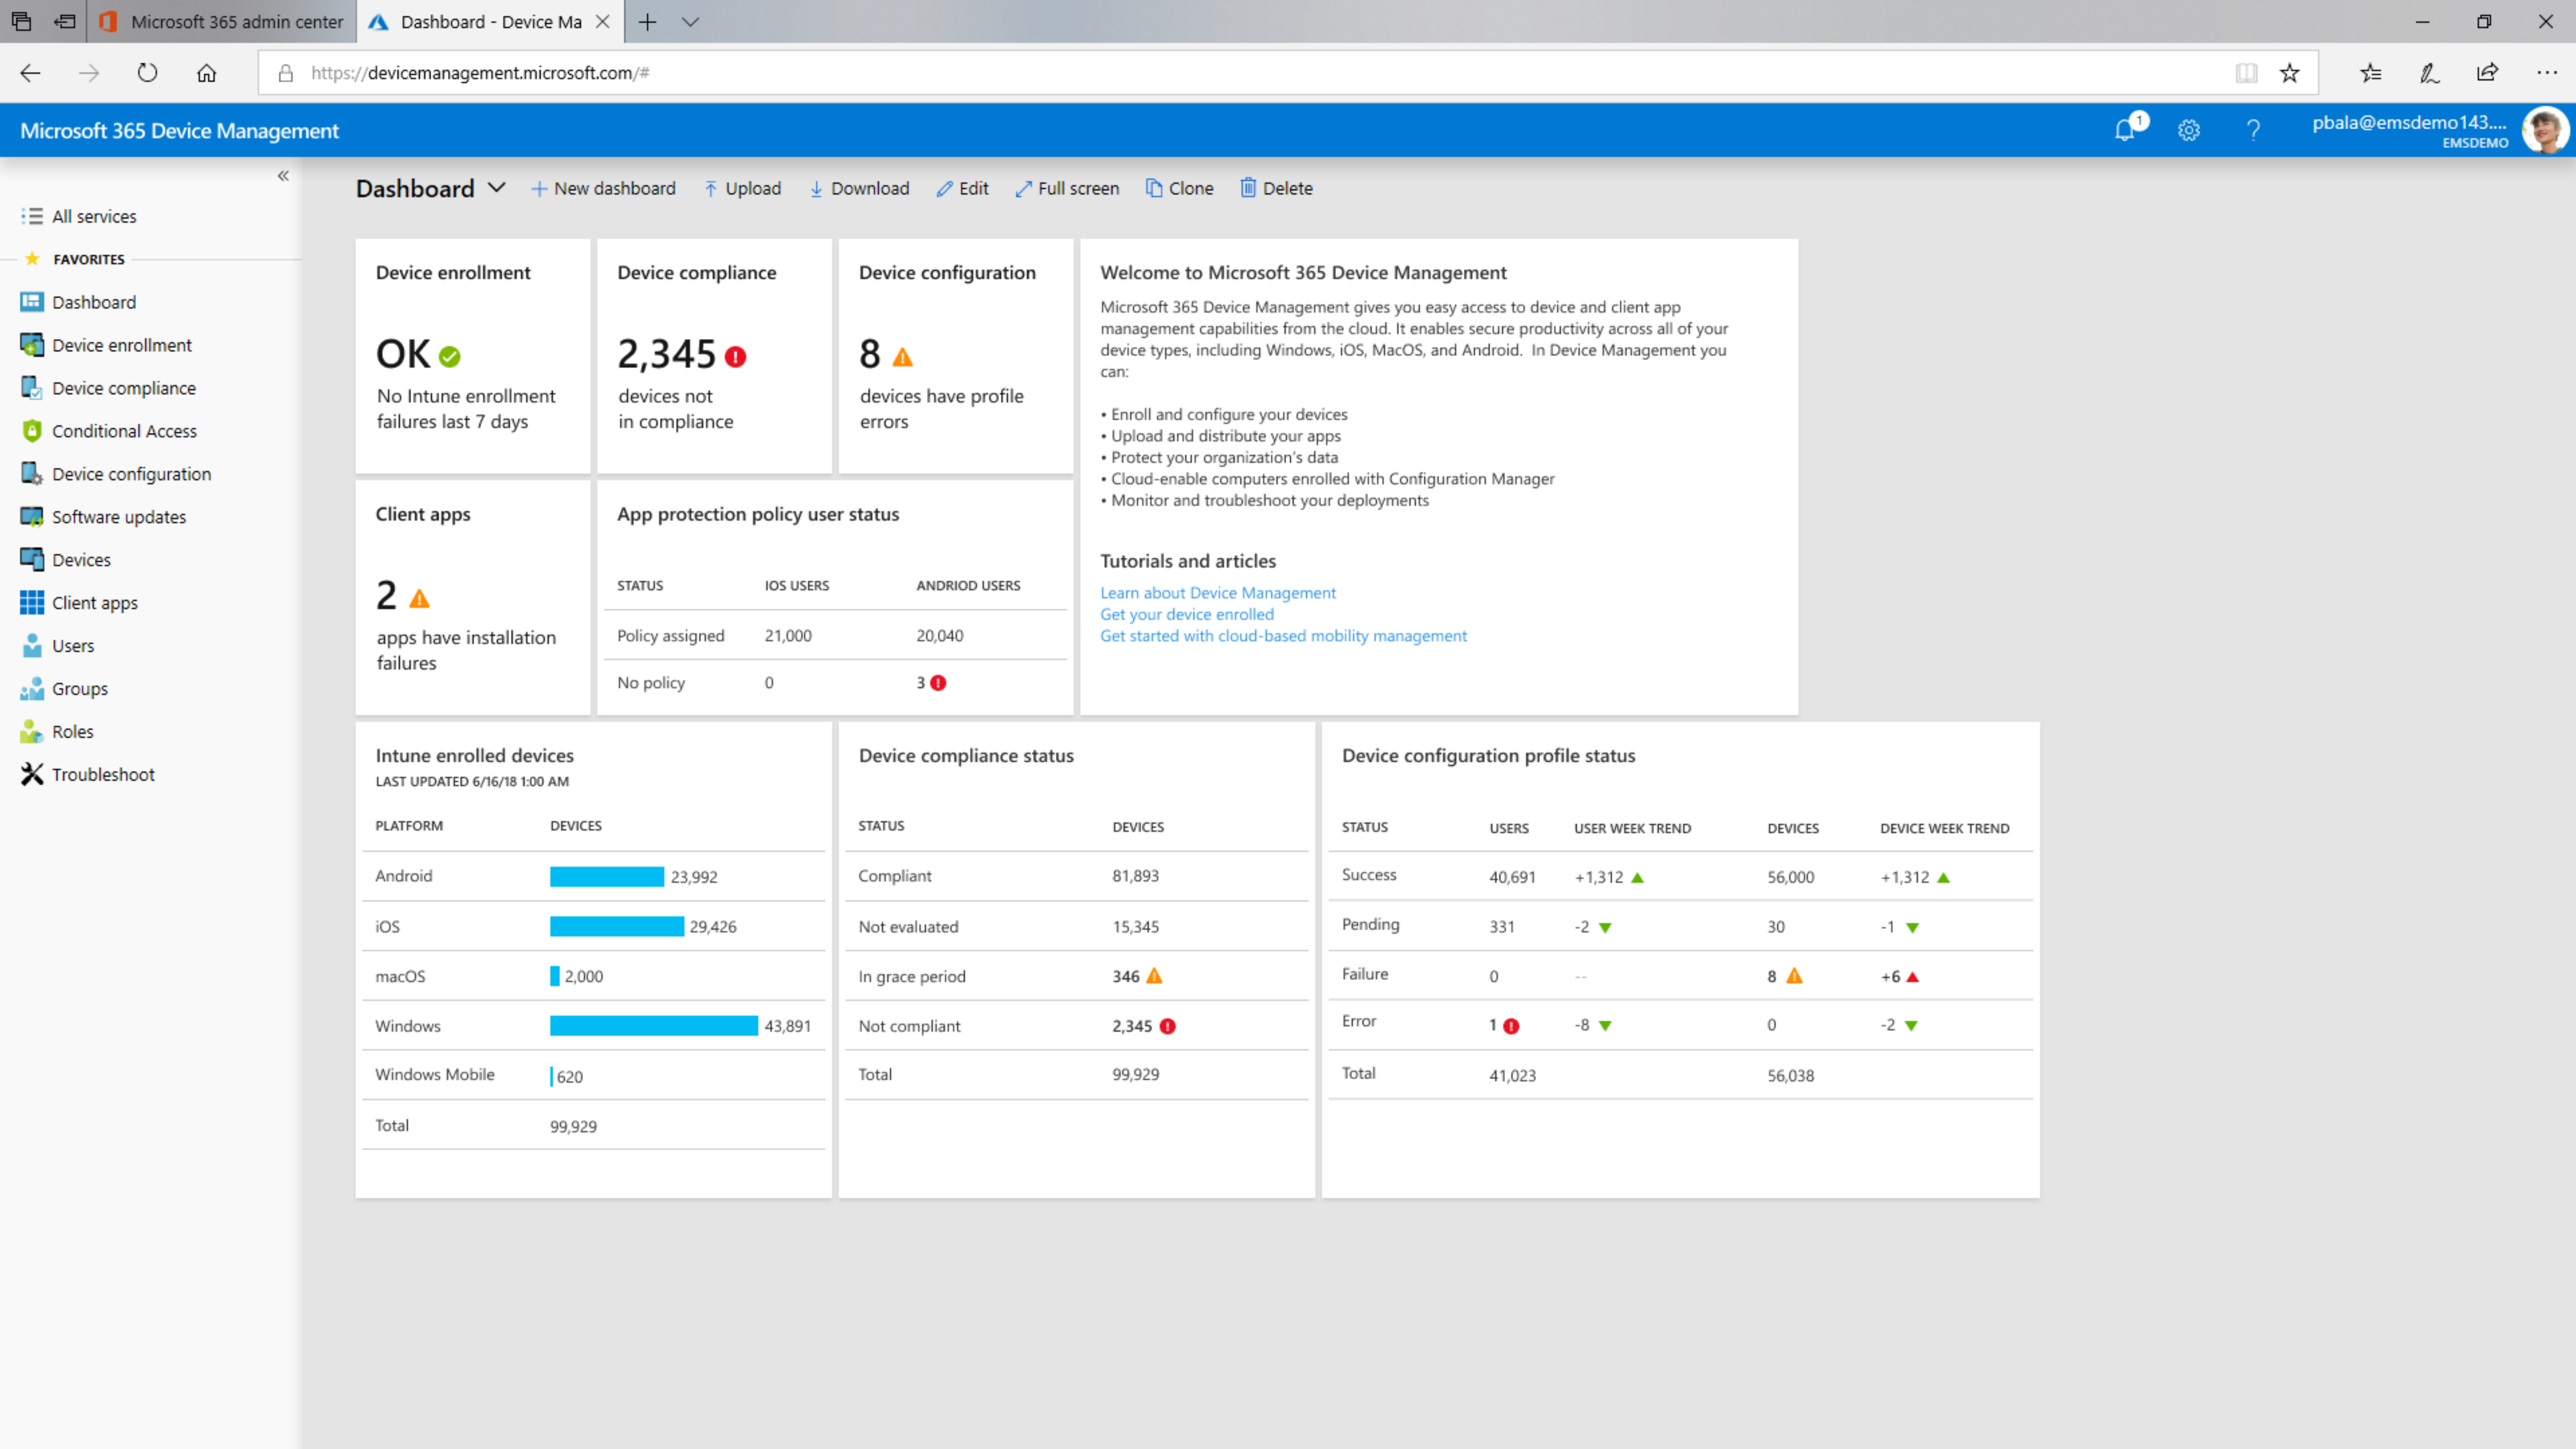 Microsoft 365 admin center
Dashboard - Device Ma
https://devicemanagement.microsoft.com/#
Microsoft 365 Device Management
1
pbala@emsdemo143....
EMSDEMO
All services
FAVORITES
Dashboard
Device enrollment
Device compliance
Conditional Access
Device configuration
Software updates
Devices
Client apps
Users
Groups
Roles
Troubleshoot
Dashboard
New dashboard
Upload
Download
Edit
Full screen
Clone
Delete
Device enrollment
OK
No Intune enrollment
failures last 7 days
Device compliance
2,345
devices not
in compliance
Device configuration
8
devices have profile
errors
Welcome to Microsoft 365 Device Management
Microsoft 365 Device Management gives you easy access to device and client app
management capabilities from the cloud. It enables secure productivity across all of your
device types, including Windows, iOS, MacOS, and Android. In Device Management you
can:
• Enroll and configure your devices
• Upload and distribute your apps
• Protect your organization's data
• Cloud-enable computers enrolled with Configuration Manager
• Monitor and troubleshoot your deployments
Tutorials and articles
Learn about Device Management
Get your device enrolled
Get started with cloud-based mobility management
Client apps
2
apps have installation
failures
App protection policy user status
STATUS IOS USERS ANDRIOD USERS
Policy assigned 21,000 20,040
No policy 0 3
Intune enrolled devices
LAST UPDATED 6/16/18 1:00 AM
PLATFORM DEVICES
Android 23,992
iOS 29,426
macOS 2,000
Windows 43,891
Windows Mobile 620
Total 99,929
Device compliance status
STATUS DEVICES
Compliant 81,893
Not evaluated 15,345
In grace period 346
Not compliant 2,345
Total 99,929
Device configuration profile status
STATUS USERS USER WEEK TREND DEVICES DEVICE WEEK TREND
Success 40,691 +1,312 56,000 +1,312
Pending 331 -2 30 -1
Failure 0 -- 8 +6
Error 1 -8 0 -2
Total 41,023 56,038